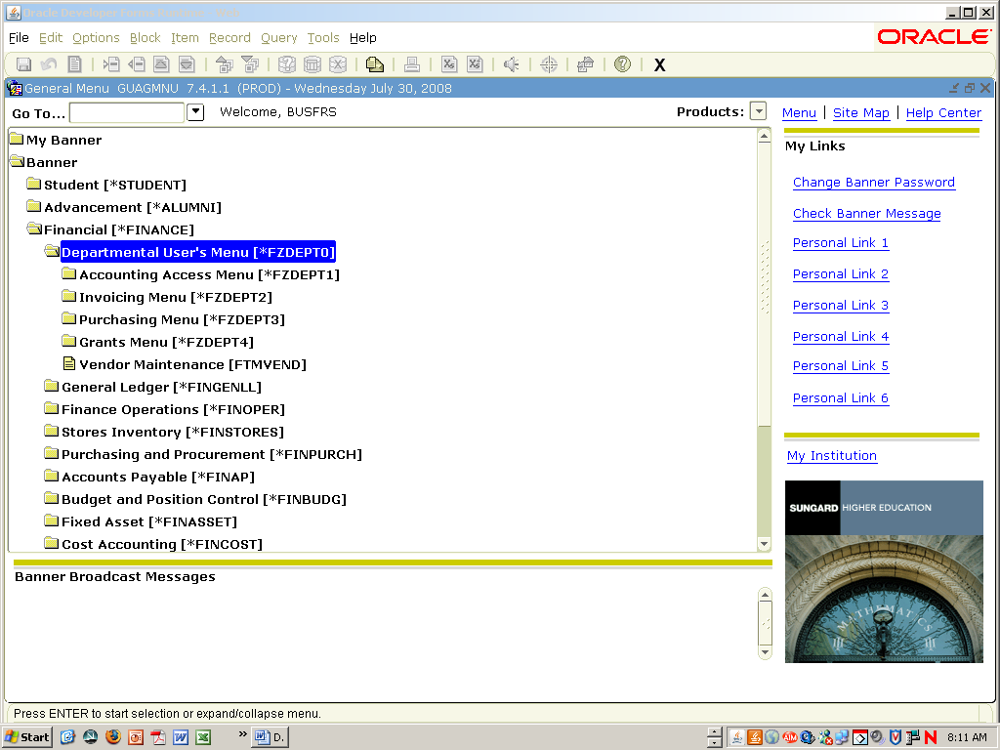 Oracle Developer Forms Runtime - Web
File Edit Options Block Item Record Query Tools Help
ORACLE
X
General Menu GUAGMNU 7.4.1.1 (PROD) - Wednesday July 30, 2008
Go To... Welcome, BUSFRS Products: Menu | Site Map | Help Center
My Banner
Banner
Student [*STUDENT]
Advancement [*ALUMNI]
Financial [*FINANCE]
Departmental User's Menu [*FZDEPT0]
Accounting Access Menu [*FZDEPT1]
Invoicing Menu [*FZDEPT2]
Purchasing Menu [*FZDEPT3]
Grants Menu [*FZDEPT4]
Vendor Maintenance [FTMVEND]
General Ledger [*FINGENLL]
Finance Operations [*FINOPER]
Stores Inventory [*FINSTORES]
Purchasing and Procurement [*FINPURCH]
Accounts Payable [*FINAP]
Budget and Position Control [*FINBUDG]
Fixed Asset [*FINASSET]
Cost Accounting [*FINCOST]
My Links
Change Banner Password
Check Banner Message
Personal Link 1
Personal Link 2
Personal Link 3
Personal Link 4
Personal Link 5
Personal Link 6
My Institution
SUNGARD HIGHER EDUCATION
MATHEMATICS
Banner Broadcast Messages
Press ENTER to start selection or expand/collapse menu.
Start » D. 8:11 AM